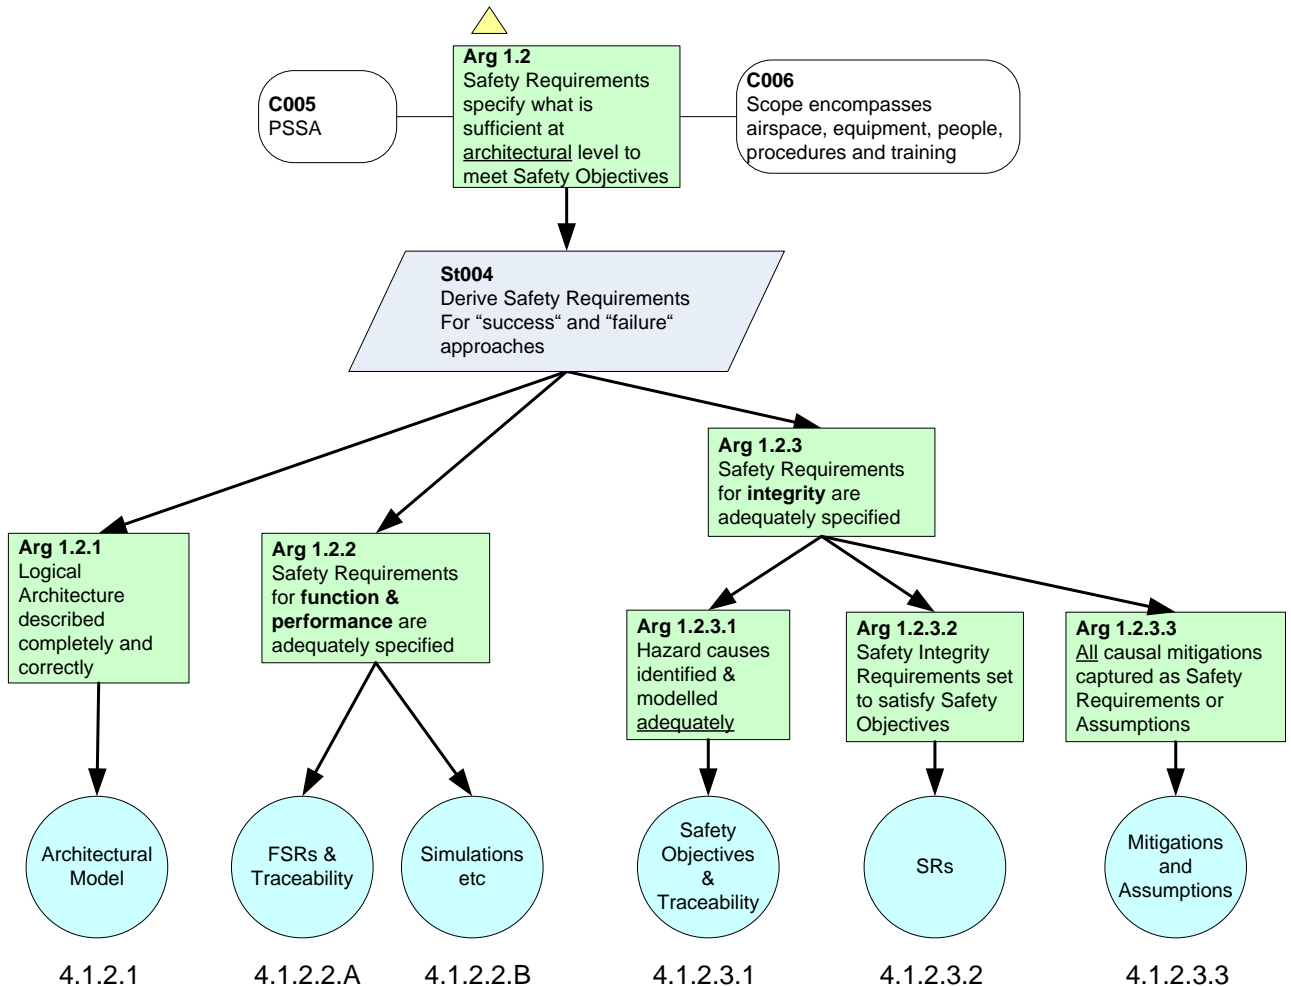 Arg 1.2
Safety Requirements
specify what is
sufficient at
architectural level to
meet Safety Objectives
C005
PSSA
C006
Scope encompasses
airspace, equipment, people,
procedures and training
St004
Derive Safety Requirements
For “success“ and “failure“
approaches
Arg 1.2.3
Safety Requirements
for integrity are
adequately specified
Arg 1.2.1
Logical
Architecture
described
completely and
correctly
Arg 1.2.2
Safety Requirements
for function &
performance are
adequately specified
Arg 1.2.3.1
Hazard causes
identified &
modelled
adequately
Arg 1.2.3.2
Safety Integrity
Requirements set
to satisfy Safety
Objectives
Arg 1.2.3.3
All causal mitigations
captured as Safety
Requirements or
Assumptions
Architectural
Model
FSRs &
Traceability
Simulations
etc
Safety
Objectives
&
Traceability
SRs
Mitigations
and
Assumptions
4.1.2.1
4.1.2.2.A
4.1.2.2.B
4.1.2.3.1
4.1.2.3.2
4.1.2.3.3